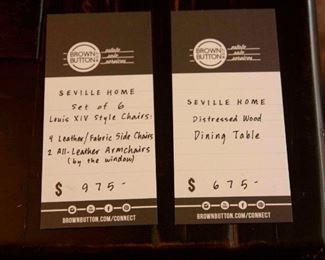 BROWN BUTTON
estate
sale
services
SEVILLE HOME
Set of 6
Louis XIV Style Chairs:
4 Leather/Fabric Side Chairs
2 All-Leather Armchairs
(by the window)
$ 975-
BROWNBUTTON.COM/CONNECT
BROWN BUTTON
estate
sale
services
SEVILLE HOME
Distressed Wood
Dining Table
$ 675-
BROWNBUTTON.COM/CONNECT